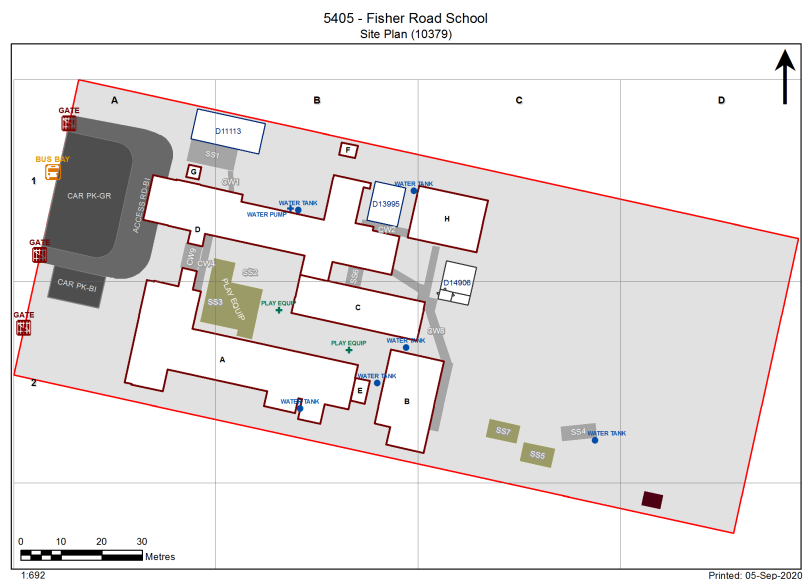 5405 - Fisher Road School
Site Plan (10379)
A
B
C
D
GATE
D11113
SS1
F
BUS BAY
1
G
CW1
WATER TANK
CAR PK-GR
ACCESS RD-BI
WATER TANK
WATER PUMP
D13995
H
D
CW2
GATE
CW9
CW4
SS2
SS6
D14908
CAR PK-BI
PLAY EQUIP
SS3
PLAY EQUIP
C
GATE
CW8
PLAY EQUIP
WATER TANK
A
WATER TANK
2
E
B
WATER TANK
SS7
SS4
WATER TANK
SS5
0 10 20 30
Metres
1:692
Printed: 05-Sep-2020